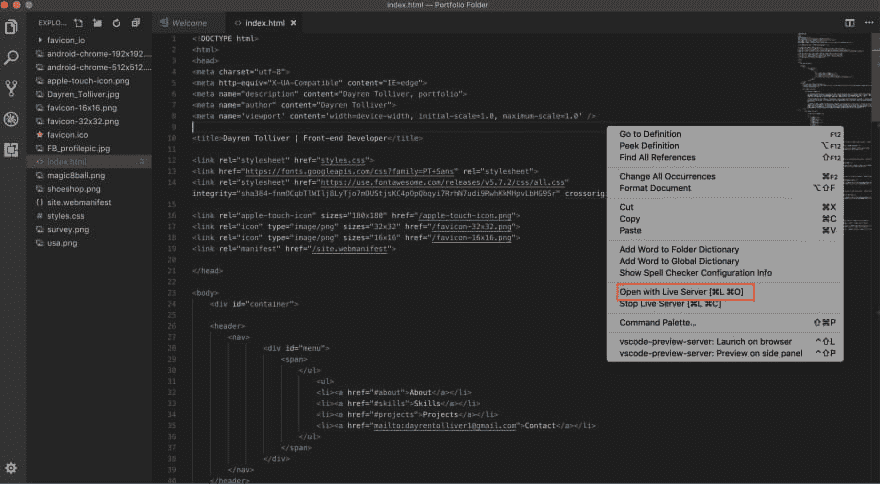 index.html — Portfolio Folder
EXPLO...
Welcome
index.html
favicon_io
android-chrome-192x192....
android-chrome-512x512....
apple-touch-icon.png
Dayren_Tolliver.jpg
favicon-16x16.png
favicon-32x32.png
favicon.ico
FB_profilepic.jpg
index.html
magic8ball.png
shoeshop.png
site.webmanifest
styles.css
survey.png
usa.png
1 <!DOCTYPE html>
2 <html>
3 <head>
4 <meta charset="utf-8">
5 <meta http-equiv="X-UA-Compatible" content="IE=edge">
6 <meta name="description" content="Dayren Tolliver, portfolio">
7 <meta name="author" content="Dayren Tolliver">
8 <meta name='viewport' content='width=device-width, initial-scale=1.0, maximum-scale=1.0' />
9
10 <title>Dayren Tolliver | Front-end Developer</title>
11
12 <link rel="stylesheet" href="styles.css">
13 <link href="https://fonts.googleapis.com/css?family=PT+Sans" rel="stylesheet">
14 <link rel="stylesheet" href="https://use.fontawesome.com/releases/v5.7.2/css/all.css"
crossorig
15
16 <link rel="apple-touch-icon" sizes="180x180" href="/apple-touch-icon.png">
17 <link rel="icon" type="image/png" sizes="32x32" href="/favicon-32x32.png">
18 <link rel="icon" type="image/png" sizes="16x16" href="/favicon-16x16.png">
19 <link rel="manifest" href="/site.webmanifest">
20
21 </head>
22
23 <body>
24 <div id="container">
25
26 <header>
27 <nav>
28 <div id="menu">
29 <span>
30 </ul>
31 <ul>
32 <li><a href="#about">About</a></li>
33 <li><a href="#skills">Skills</a></li>
34 <li><a href="#projects">Projects</a></li>
35 <li><a href="mailto:dayrentolliver1@gmail.com">Contact</a></li>
36 </ul>
37 </span>
38 </div>
39 </nav>
40 </header>
Go to Definition F12
Peek Definition ⌥F12
Find All References ⇧F12
Change All Occurrences ⌘F2
Format Document ⌥⇧F
Cut ⌘X
Copy ⌘C
Paste ⌘V
Add Word to Folder Dictionary
Add Word to Global Dictionary
Show Spell Checker Configuration Info
Open with Live Server [⌘L ⌘O]
Stop Live Server [⌘L ⌘C]
Command Palette... ⇧⌘P
vscode-preview-server: Launch on browser ^⇧L
vscode-preview-server: Preview on side panel ^⇧P